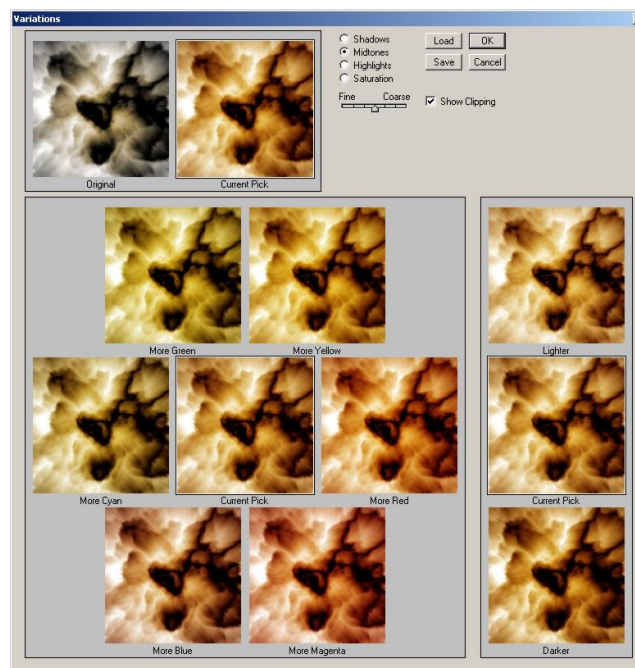 Variations
Shadows
Midtones
Highlights
Saturation
Load
OK
Save
Cancel
Fine
Coarse
Show Clipping
Original
Current Pick
More Green
More Yellow
Lighter
More Cyan
Current Pick
More Red
Current Pick
More Blue
More Magenta
Darker